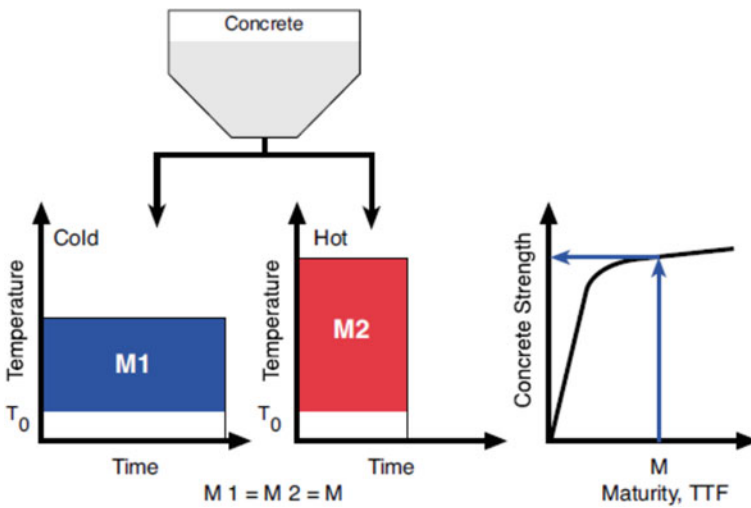 Concrete
Cold
Temperature
M1
T0
Time
Hot
Temperature
M2
T0
Time
M 1 = M 2 = M
Concrete Strength
M
Maturity, TTF